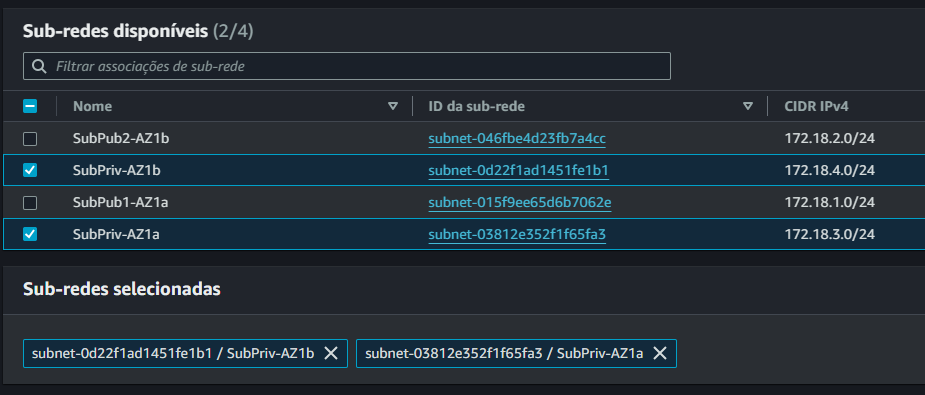 Sub-redes disponíveis (2/4)
Filtrar associações de sub-rede
Nome ID da sub-rede CIDR IPv4
SubPub2-AZ1b subnet-046fbe4d23fb7a4cc 172.18.2.0/24
SubPriv-AZ1b subnet-0d22f1ad1451fe1b1 172.18.4.0/24
SubPub1-AZ1a subnet-015f9ee65d6b7062e 172.18.1.0/24
SubPriv-AZ1a subnet-03812e352f1f65fa3 172.18.3.0/24
Sub-redes selecionadas
subnet-0d22f1ad1451fe1b1 / SubPriv-AZ1b subnet-03812e352f1f65fa3 / SubPriv-AZ1a